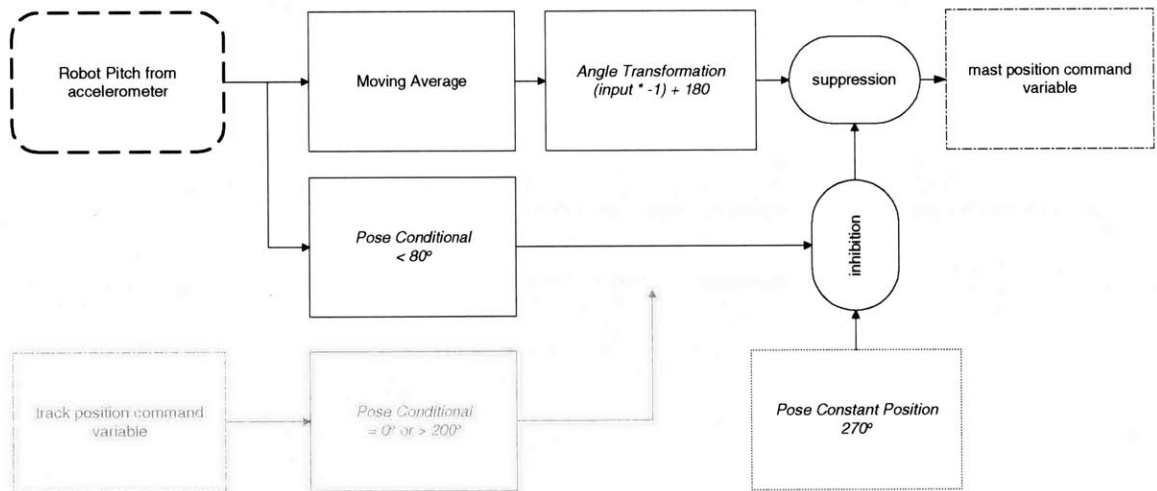 Robot Pitch from
accelerometer
Moving Average
Angle Transformation
(input * -1) + 180
suppression
mast position command
variable
Pose Conditional
< 80º
inhibition
track position command
variable
Pose Conditional
= 0º or > 200º
Pose Constant Position
270º